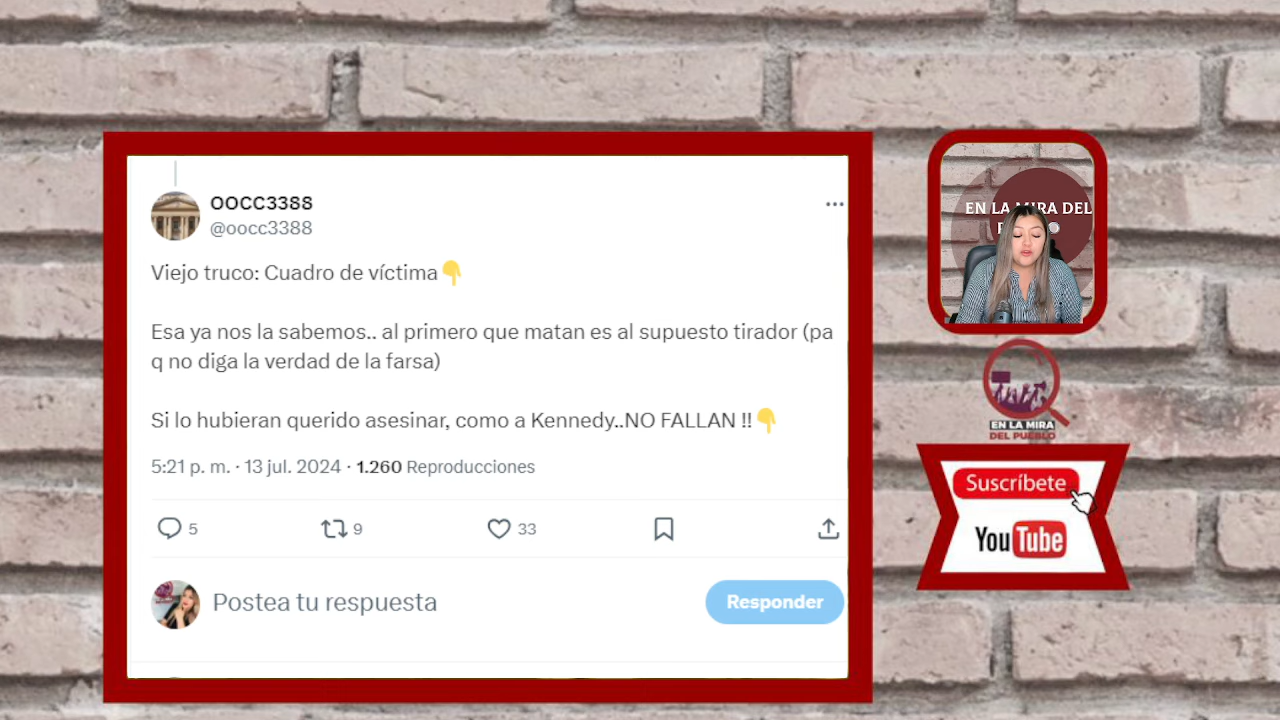 OOCC3388
@oocc3388
Viejo truco: Cuadro de víctima👇
Esa ya nos la sabemos.. al primero que matan es al supuesto tirador (pa
q no diga la verdad de la farsa)
Si lo hubieran querido asesinar, como a Kennedy..NO FALLAN !!👇
5:21 p. m. · 13 jul. 2024 · 1.260 Reproducciones
5
9
33
Postea tu respuesta
Responder
EN LA MIRA DEL
EN LA MIRA
DEL PUEBLO
Suscríbete
YouTube